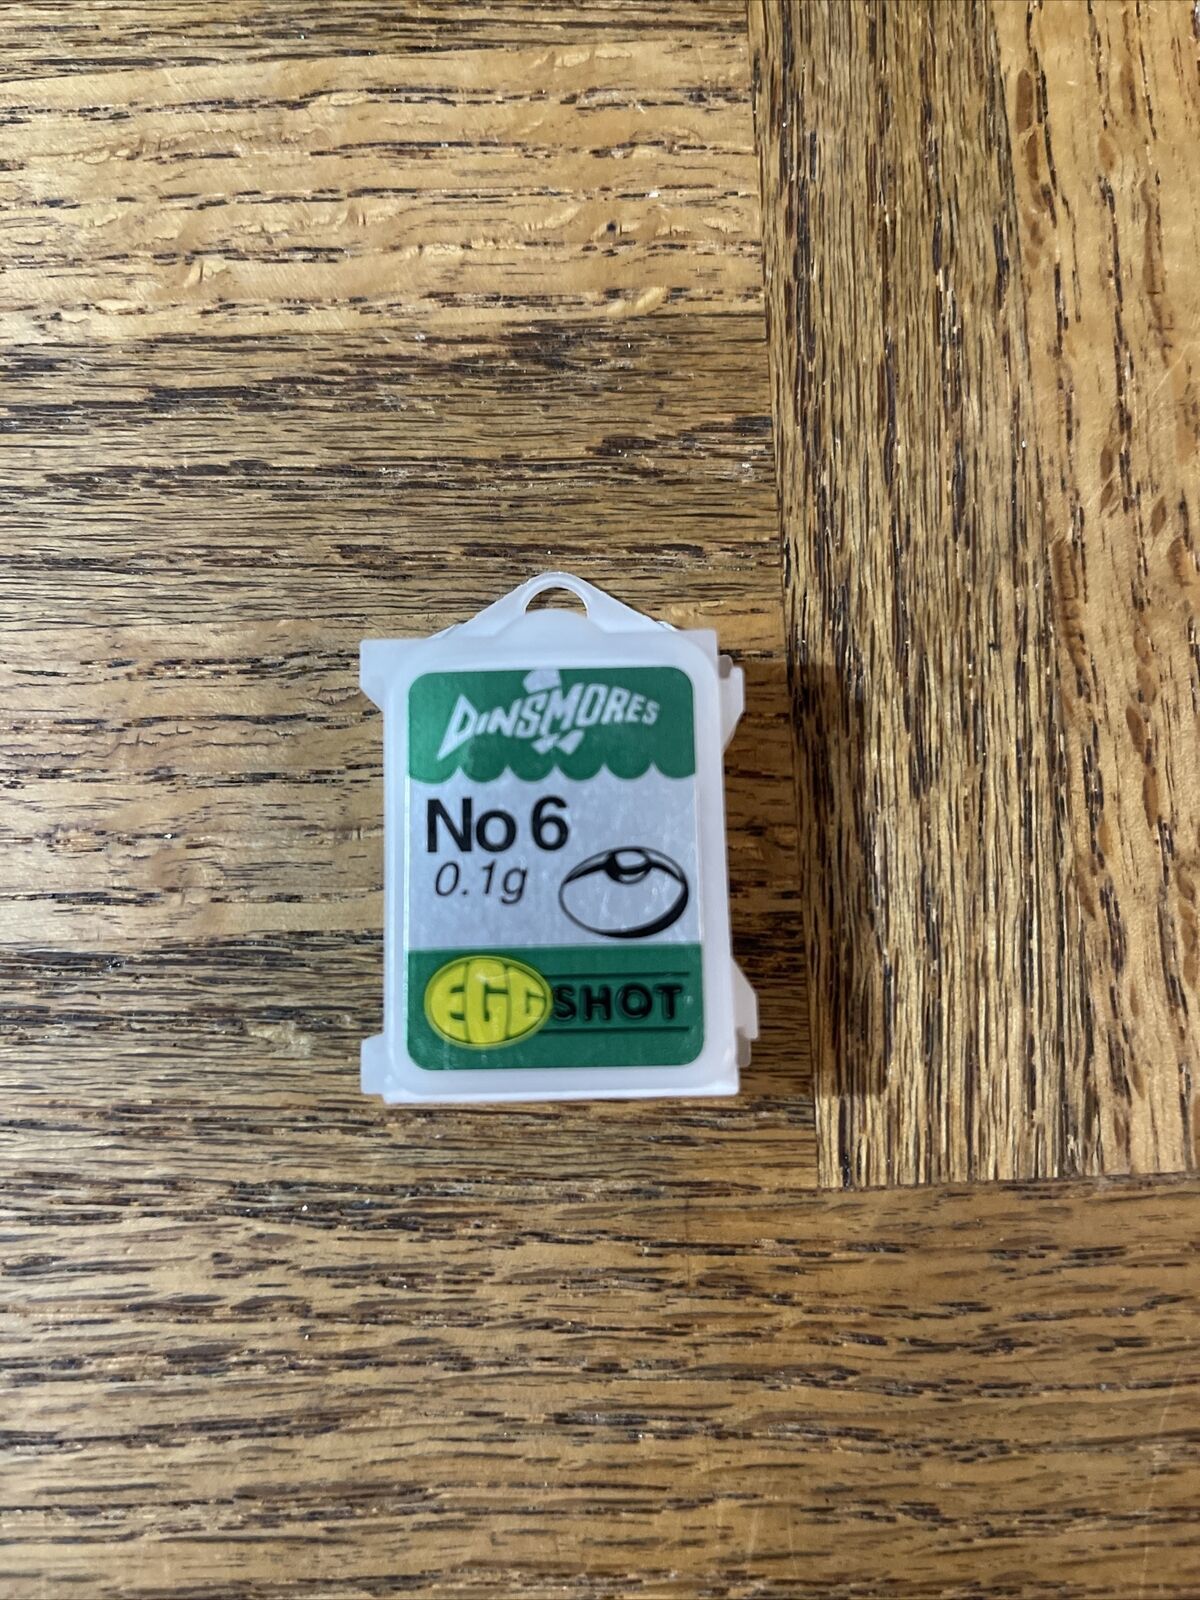 DINSMORES
No 6
0.1g
EGG SHOT